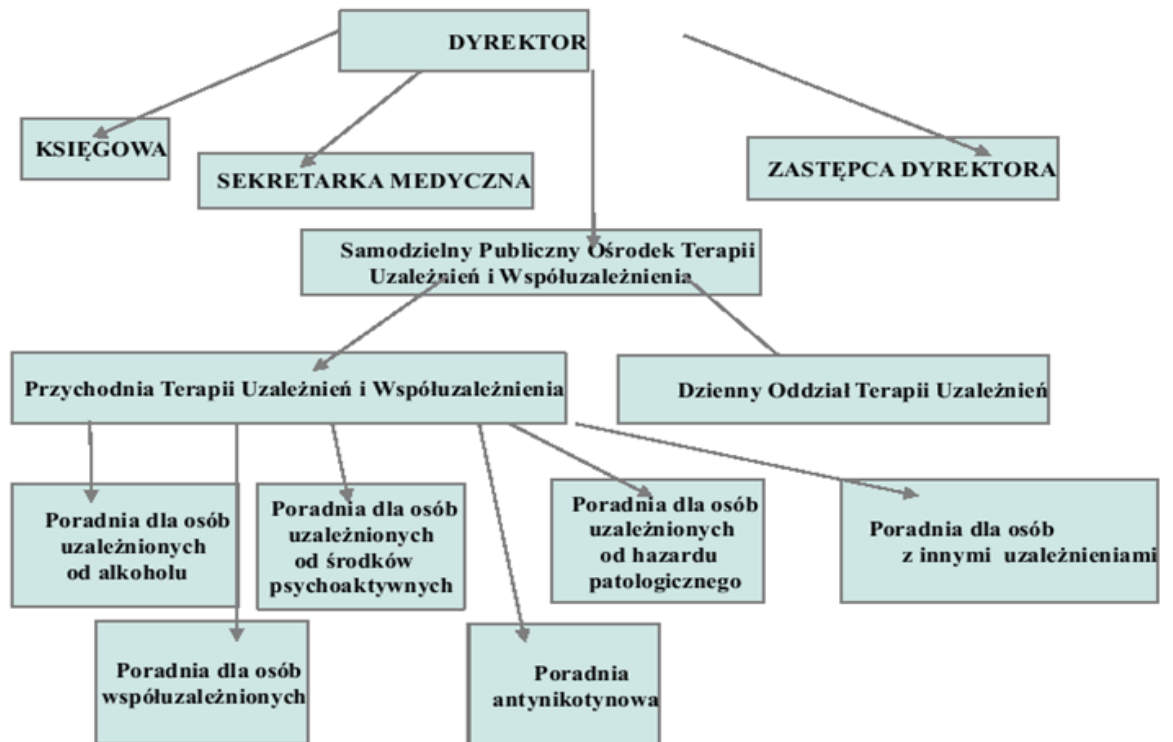 DYREKTOR
KSIĘGOWA
SEKRETARKA MEDYCZNA
ZASTĘPCA DYREKTORA
Samodzielny Publiczny Ośrodek Terapii
Uzależnień i Współuzależnienia
Przychodnia Terapii Uzależnień i Współuzależnienia
Dzienny Oddział Terapii Uzależnień
Poradnia dla osób
uzależnionych
od alkoholu
Poradnia dla osób
uzależnionych
od środków
psychoaktywnych
Poradnia dla osób
uzależnionych
od hazardu
patologicznego
Poradnia dla osób
z innymi uzależnieniami
Poradnia dla osób
współuzależnionych
Poradnia
antynikotynowa